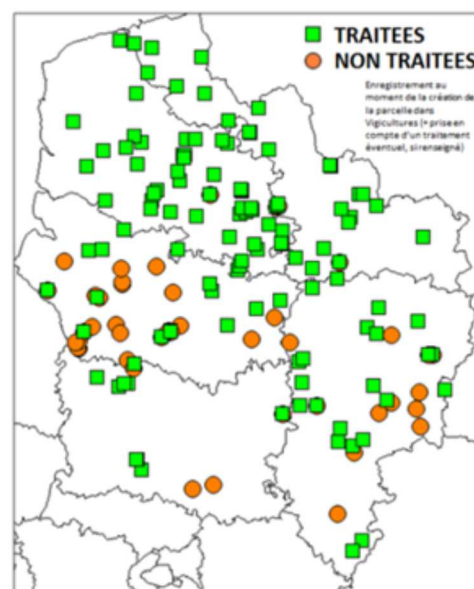 TRAITEES
NON TRAITEES
Enregistrement au
moment de la création de
la parcelle dans
Vigicultures (+ prise en
compte d'un traitement
éventuel, si renseigné)